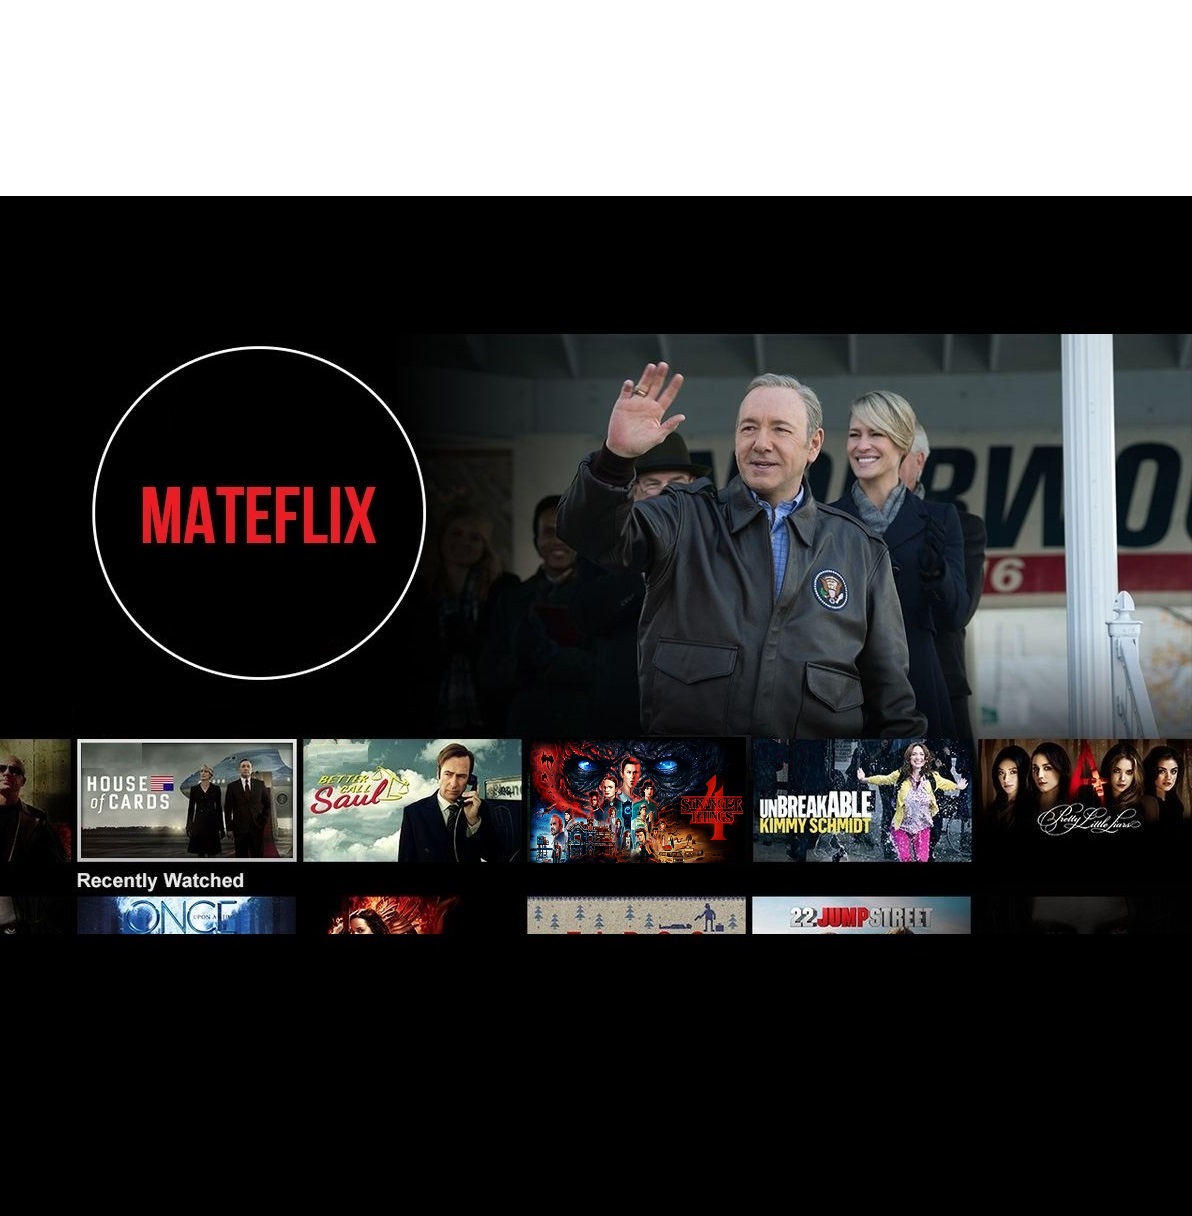 MATEFLIX
16
HOUSE
of CARDS
BETTER
CALL
Saul
STRANGER
THINGS
4
UNBREAKABLE
KIMMY SCHMIDT
A
Pretty Little Liars
Recently Watched
ONCE
UPON A TIME
22 JUMP STREET